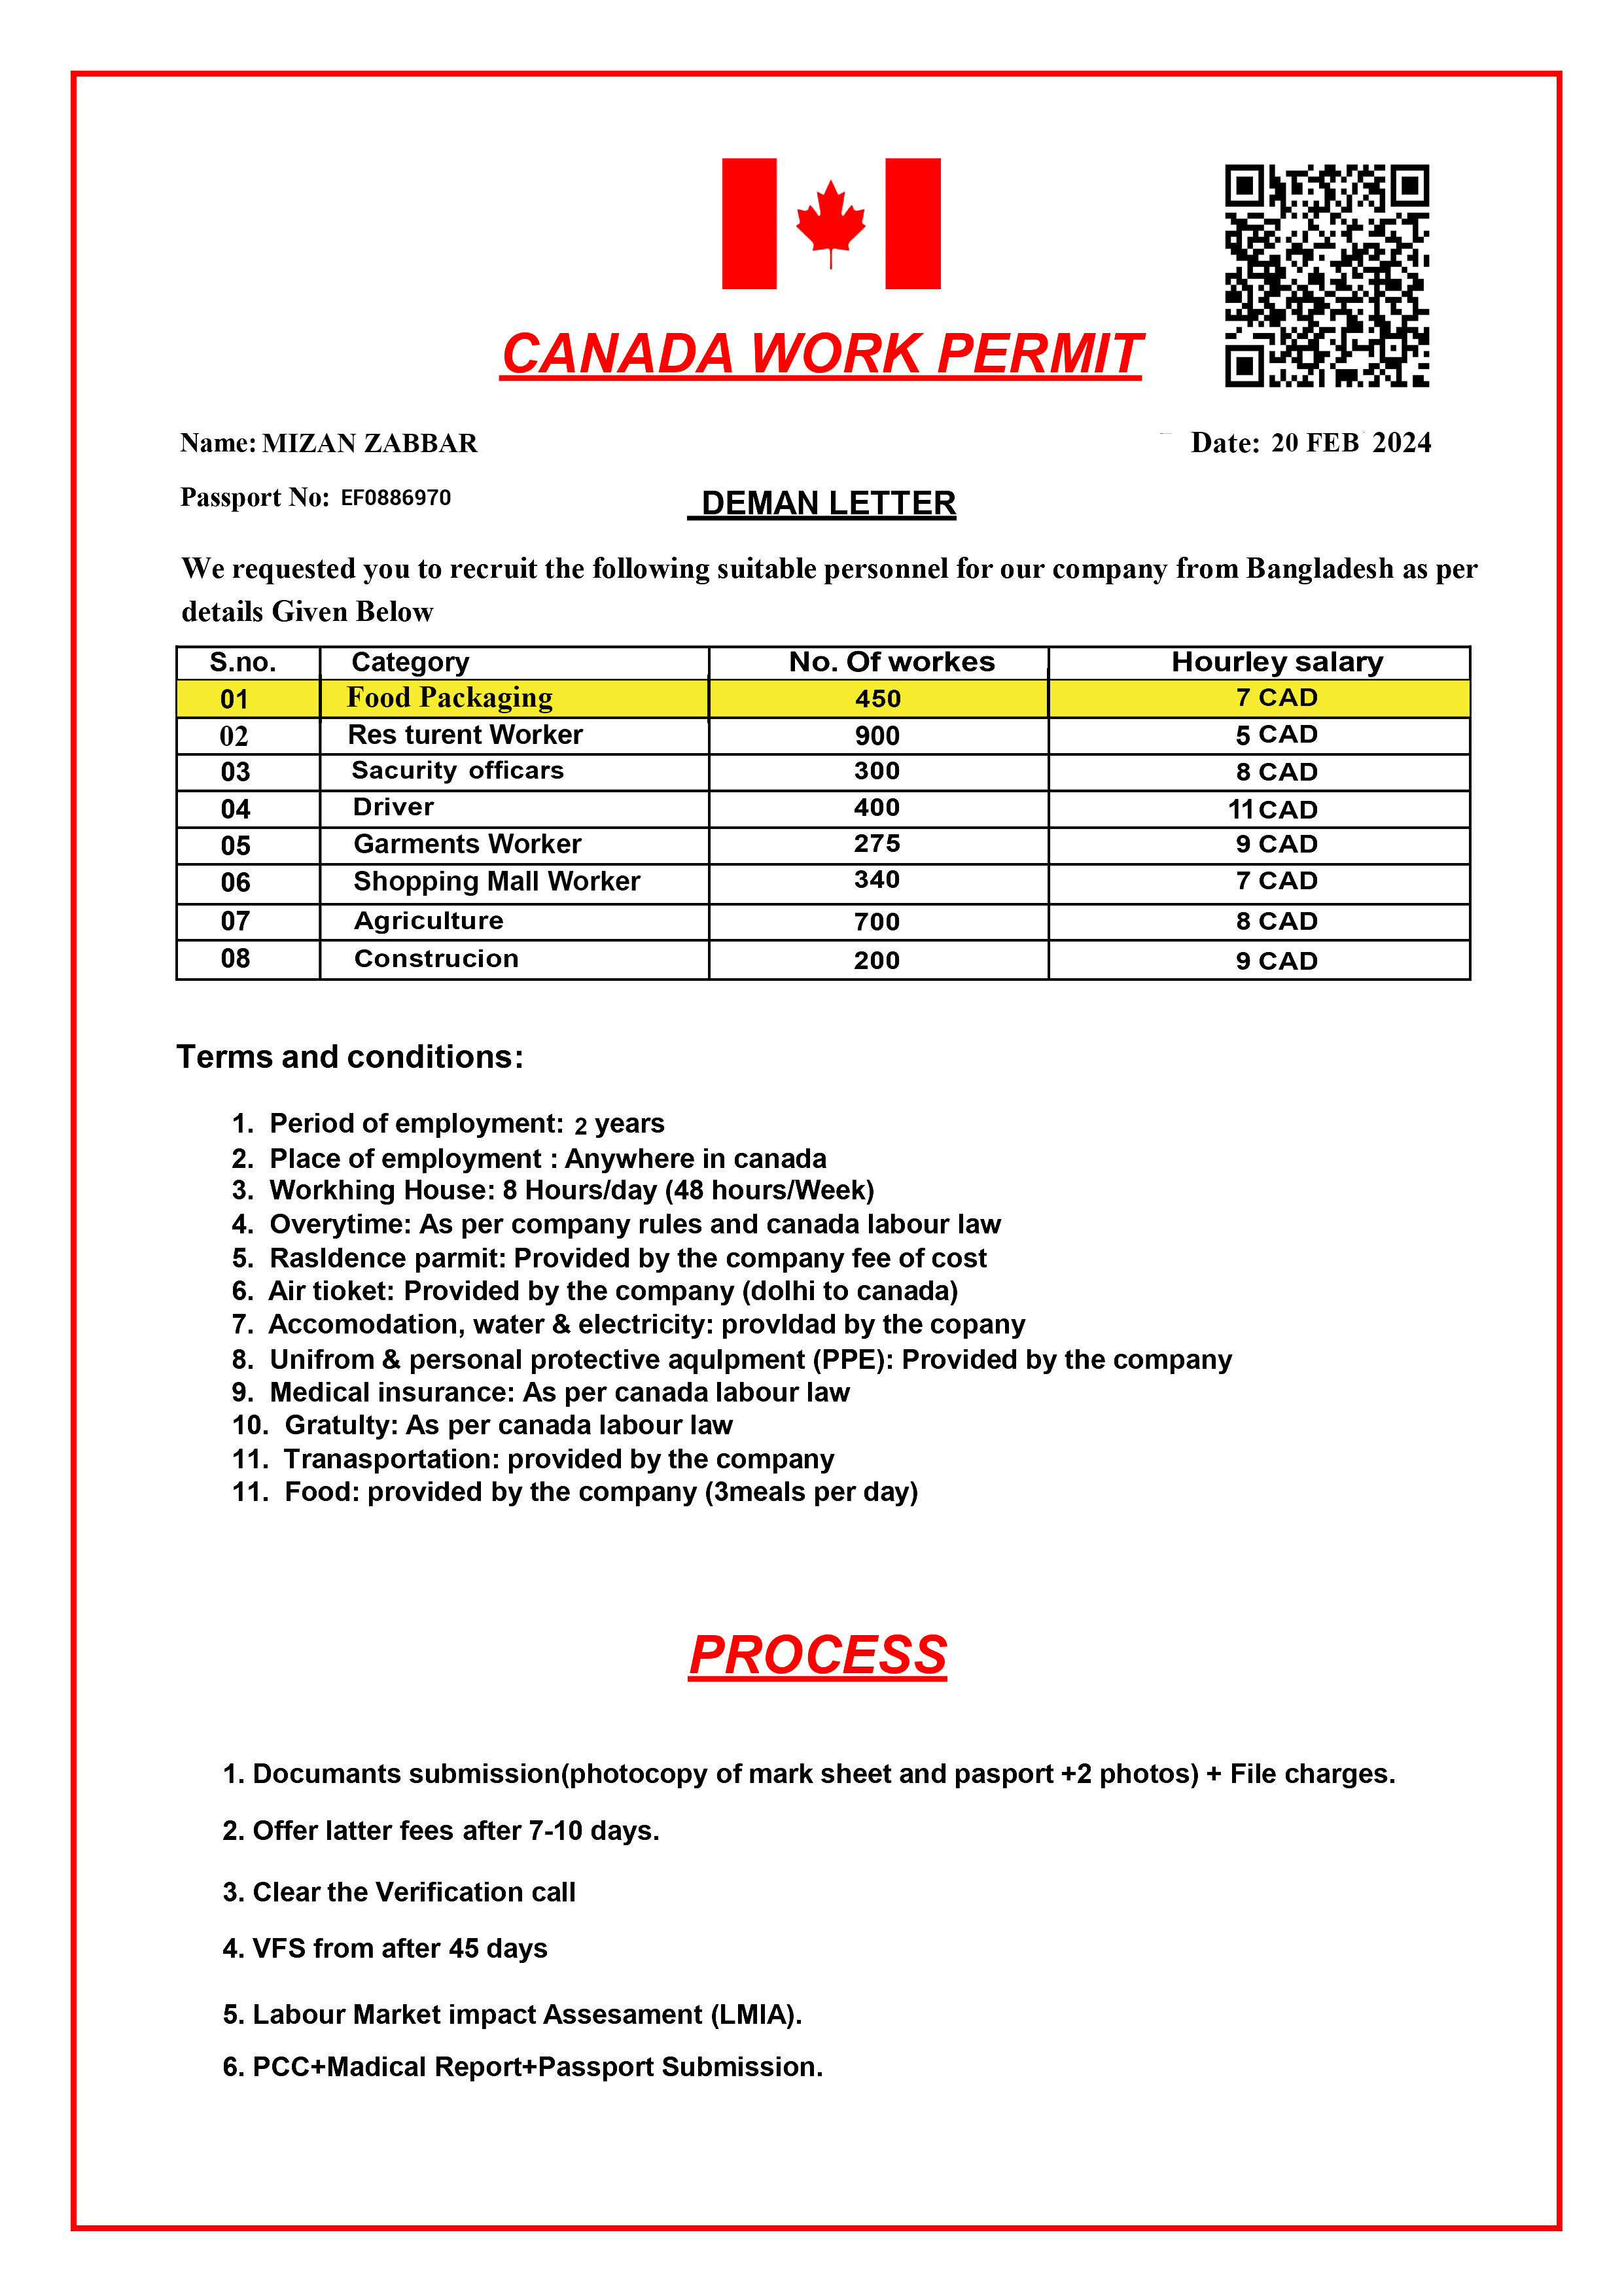 CANADA WORK PERMIT
Name: MIZAN ZABBAR
Date: 20 FEB 2024
Passport No: EF0886970
DEMAN LETTER
We requested you to recruit the following suitable personnel for our company from Bangladesh as per
details Given Below
S.no. Category No. Of workes Hourley salary
01 Food Packaging 450 7 CAD
02 Res turent Worker 900 5 CAD
03 Sacurity officars 300 8 CAD
04 Driver 400 11 CAD
05 Garments Worker 275 9 CAD
06 Shopping Mall Worker 340 7 CAD
07 Agriculture 700 8 CAD
08 Construcion 200 9 CAD
Terms and conditions:
1. Period of employment: 2 years
2. Place of employment : Anywhere in canada
3. Workhing House: 8 Hours/day (48 hours/Week)
4. Overytime: As per company rules and canada labour law
5. Rasldence parmit: Provided by the company fee of cost
6. Air tioket: Provided by the company (dolhi to canada)
7. Accomodation, water & electricity: provldad by the copany
8. Unifrom & personal protective aqulpment (PPE): Provided by the company
9. Medical insurance: As per canada labour law
10. Gratulty: As per canada labour law
11. Tranasportation: provided by the company
11. Food: provided by the company (3meals per day)
PROCESS
1. Documants submission(photocopy of mark sheet and pasport +2 photos) + File charges.
2. Offer latter fees after 7-10 days.
3. Clear the Verification call
4. VFS from after 45 days
5. Labour Market impact Assesament (LMIA).
6. PCC+Madical Report+Passport Submission.